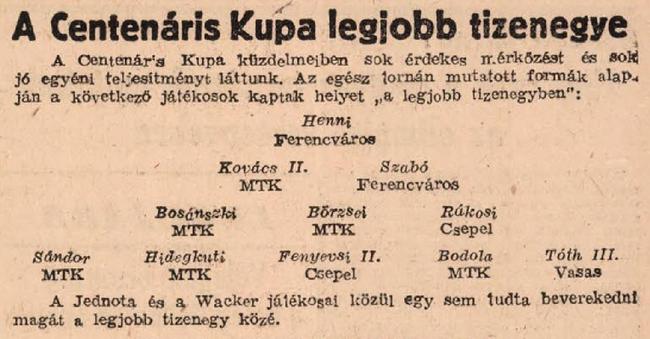 A Centenáris Kupa legjobb tizenegye
A Centenár's Kupa küzdelmeiben sok érdekes mérkőzést és sok
jó egyéni teljesítményt láttunk. Az egész tornán mutatott formák alap-
ján a következő játékosok kaptak helyet „a legjobb tizenegyben":
Henni
Ferencváros
Kovács II. Szabó
MTK Ferencváros
Bosánszki Börzsei Rákosi
MTK MTK Csepel
Sándor Hidegkuti Fenyevsi II. Bodola Tóth III.
MTK MTK Csepel MTK Vasas
A Jednota és a Wacker játékosai közül egy sem tudta beverekedni
magát a legjobb tizenegy közé.